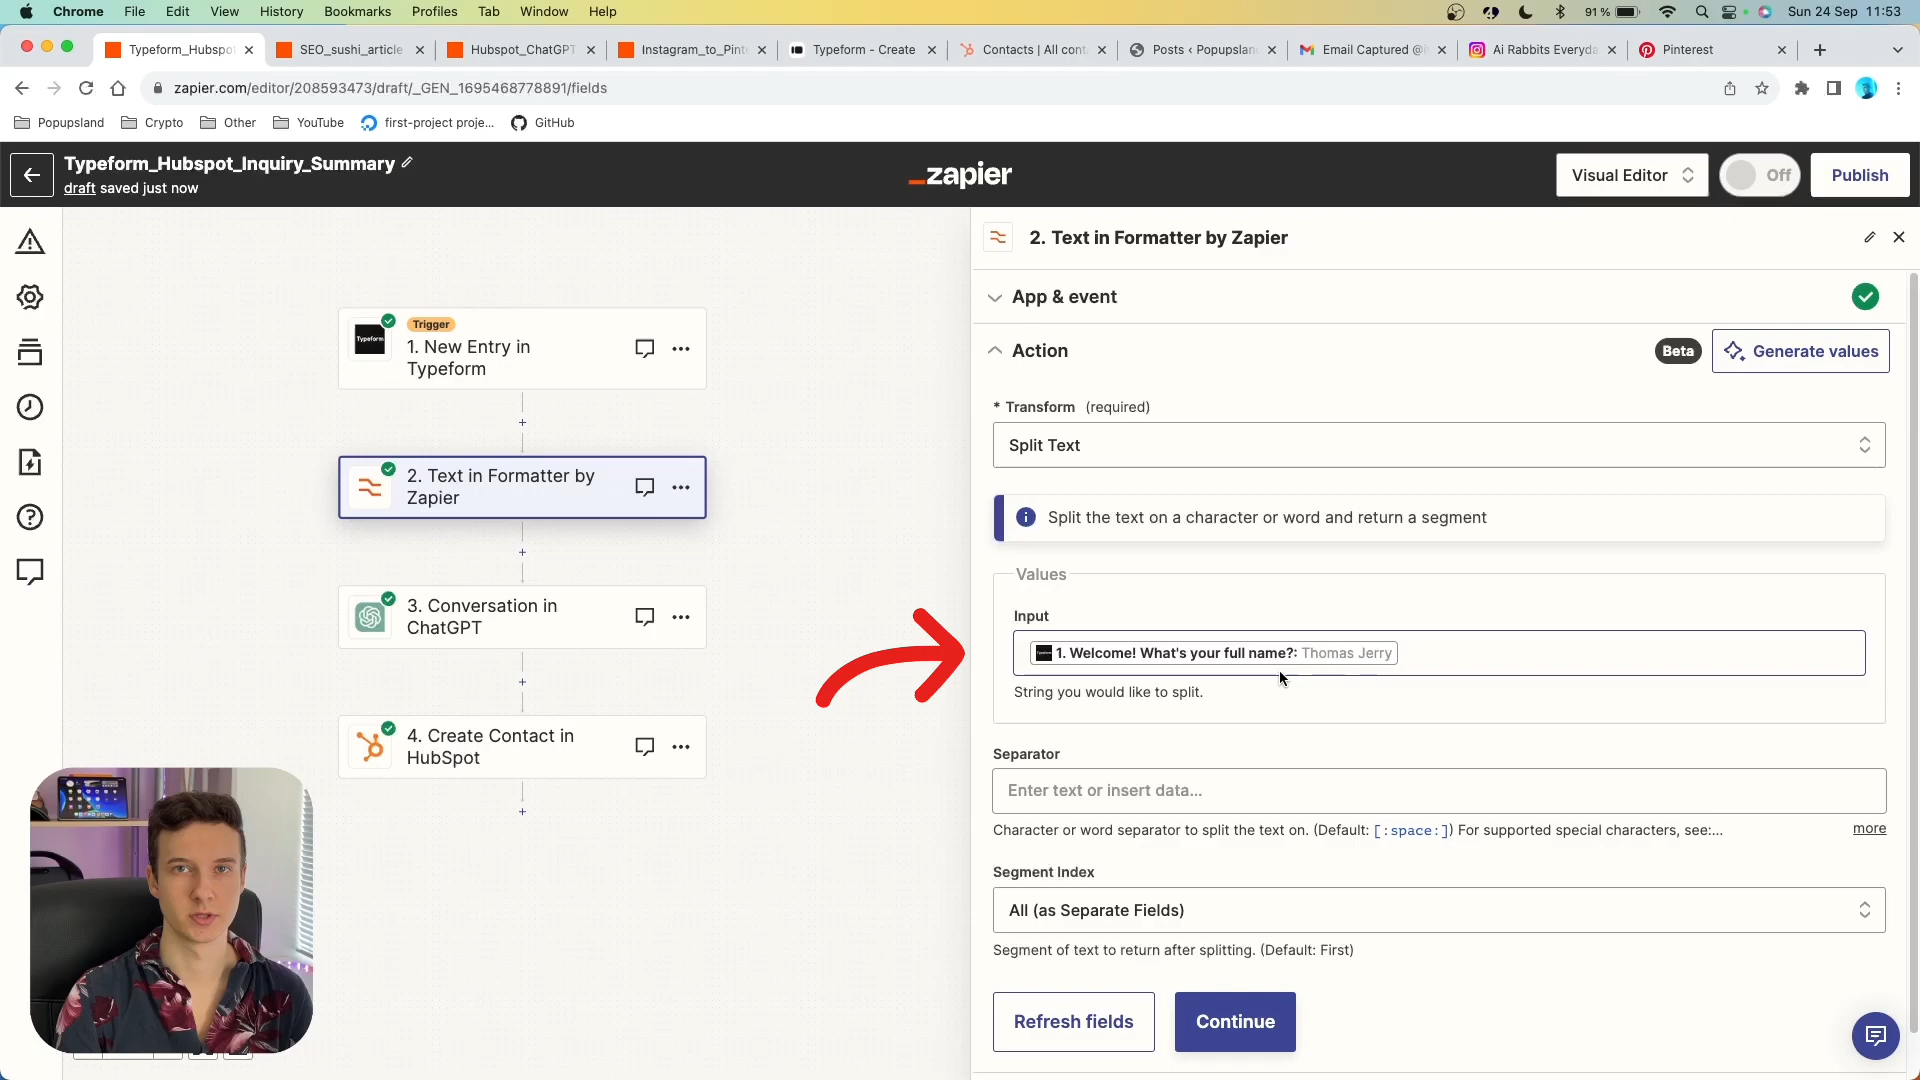 Chrome File Edit View History Bookmarks Profiles Tab Window Help 91 % Sun 24 Sep 11:53
Typeform_Hubspo SEO_sushi_article Hubspot_ChatGPT Instagram_to_Pint Typeform - Create Contacts | All cont Posts ‹ Popupslan Email Captured @i Ai Rabbits Everyda Pinterest
zapier.com/editor/208593473/draft/_GEN_1695468778891/fields
Popupsland Crypto Other YouTube first-project proje... GitHub
Typeform_Hubspot_Inquiry_Summary
draft saved just now
_zapier
Visual Editor
Off
Publish
Typeform
Trigger
1. New Entry in
Typeform
2. Text in Formatter by
Zapier
3. Conversation in
ChatGPT
4. Create Contact in
HubSpot
2. Text in Formatter by Zapier
App & event
Action
Beta
Generate values
* Transform (required)
Split Text
Split the text on a character or word and return a segment
Values
Input
1. Welcome! What's your full name?: Thomas Jerry
String you would like to split.
Separator
Enter text or insert data...
Character or word separator to split the text on. (Default: [:space:]) For supported special characters, see:...
more
Segment Index
All (as Separate Fields)
Segment of text to return after splitting. (Default: First)
Refresh fields
Continue